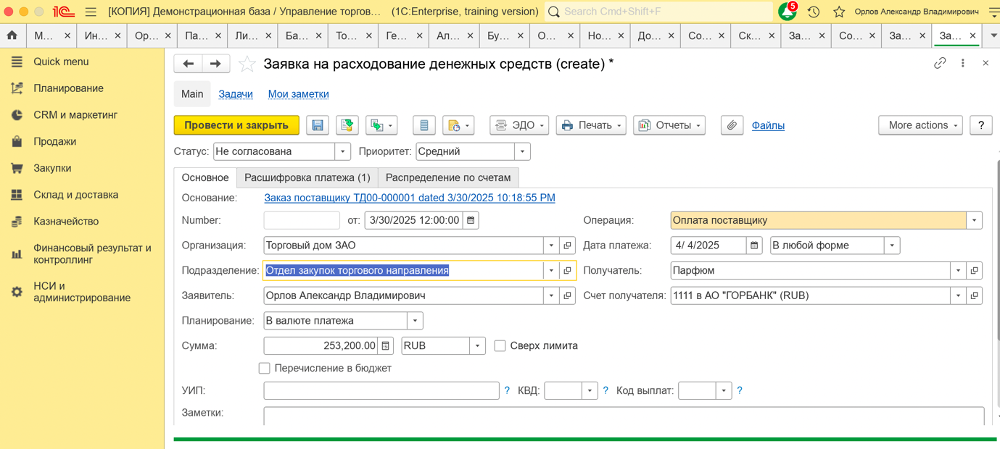 1С [КОПИЯ] Демонстрационная база / Управление торгов... (1C:Enterprise, training version) Search Cmd+Shift+F 5 Орлов Александр Владимирович
М... Ин... Ор... Па... Ли... Ба... То... Ге... Ал... Бу... О... Но... До... Со... Ск... За... Со... За... За...
Quick menu
Планирование
CRM и маркетинг
Продажи
Закупки
Склад и доставка
Казначейство
Финансовый результат и
контроллинг
НСИ и
администрирование
Заявка на расходование денежных средств (create) *
Main Задачи Мои заметки
Провести и закрыть ЭДО Печать Отчеты Файлы More actions ?
Статус: Не согласована Приоритет: Средний
Основное Расшифровка платежа (1) Распределение по счетам
Основание: Заказ поставщику ТД00-000001 dated 3/30/2025 10:18:55 PM
Number: от: 3/30/2025 12:00:00 Операция: Оплата поставщику
Организация: Торговый дом ЗАО Дата платежа: 4/ 4/2025 В любой форме
Подразделение: Отдел закупок торгового направления Получатель: Парфюм
Заявитель: Орлов Александр Владимирович Счет получателя: 1111 в АО "ГОРБАНК" (RUB)
Планирование: В валюте платежа
Сумма: 253,200.00 RUB Сверх лимита
Перечисление в бюджет
УИП: ? КВД: ? Код выплат: ?
Заметки: